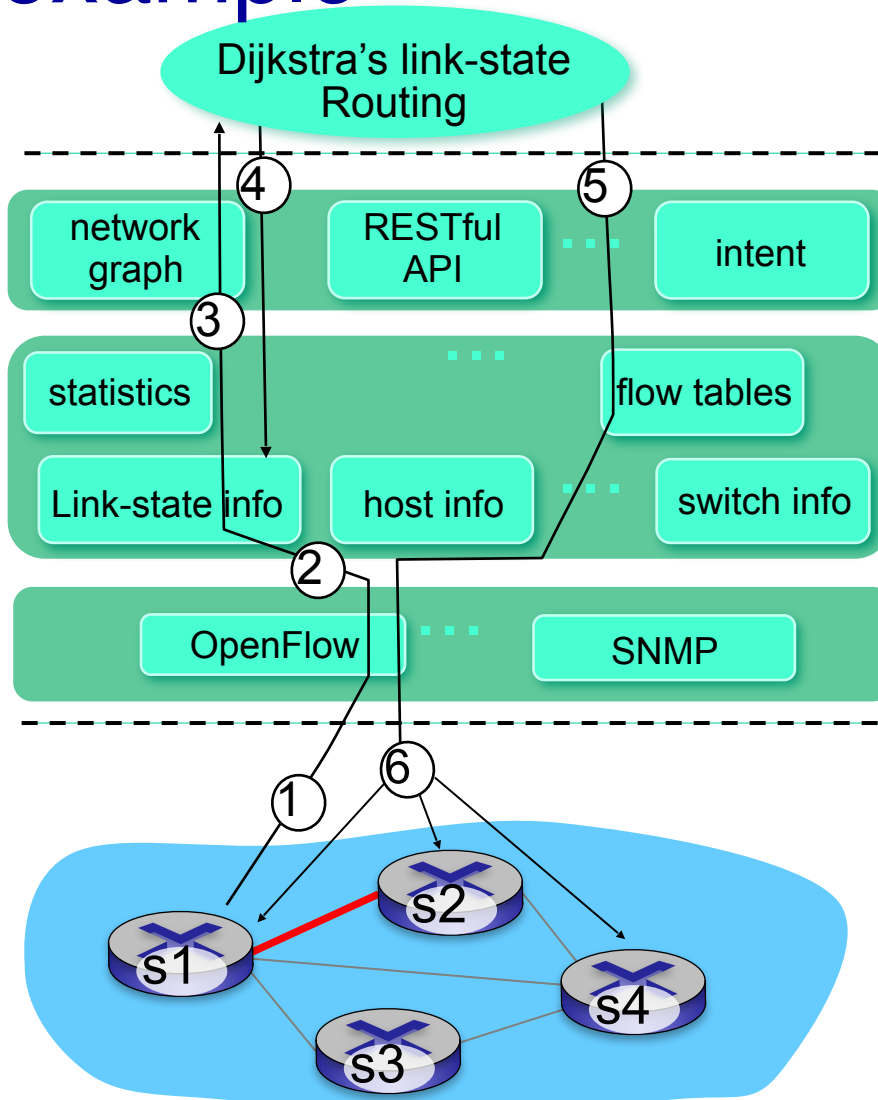 example
Dijkstra’s link-state
Routing
4
5
network
graph
RESTful
API
intent
3
statistics
flow tables
Link-state info
host info
switch info
2
OpenFlow
SNMP
1
6
s2
s1
s4
s3